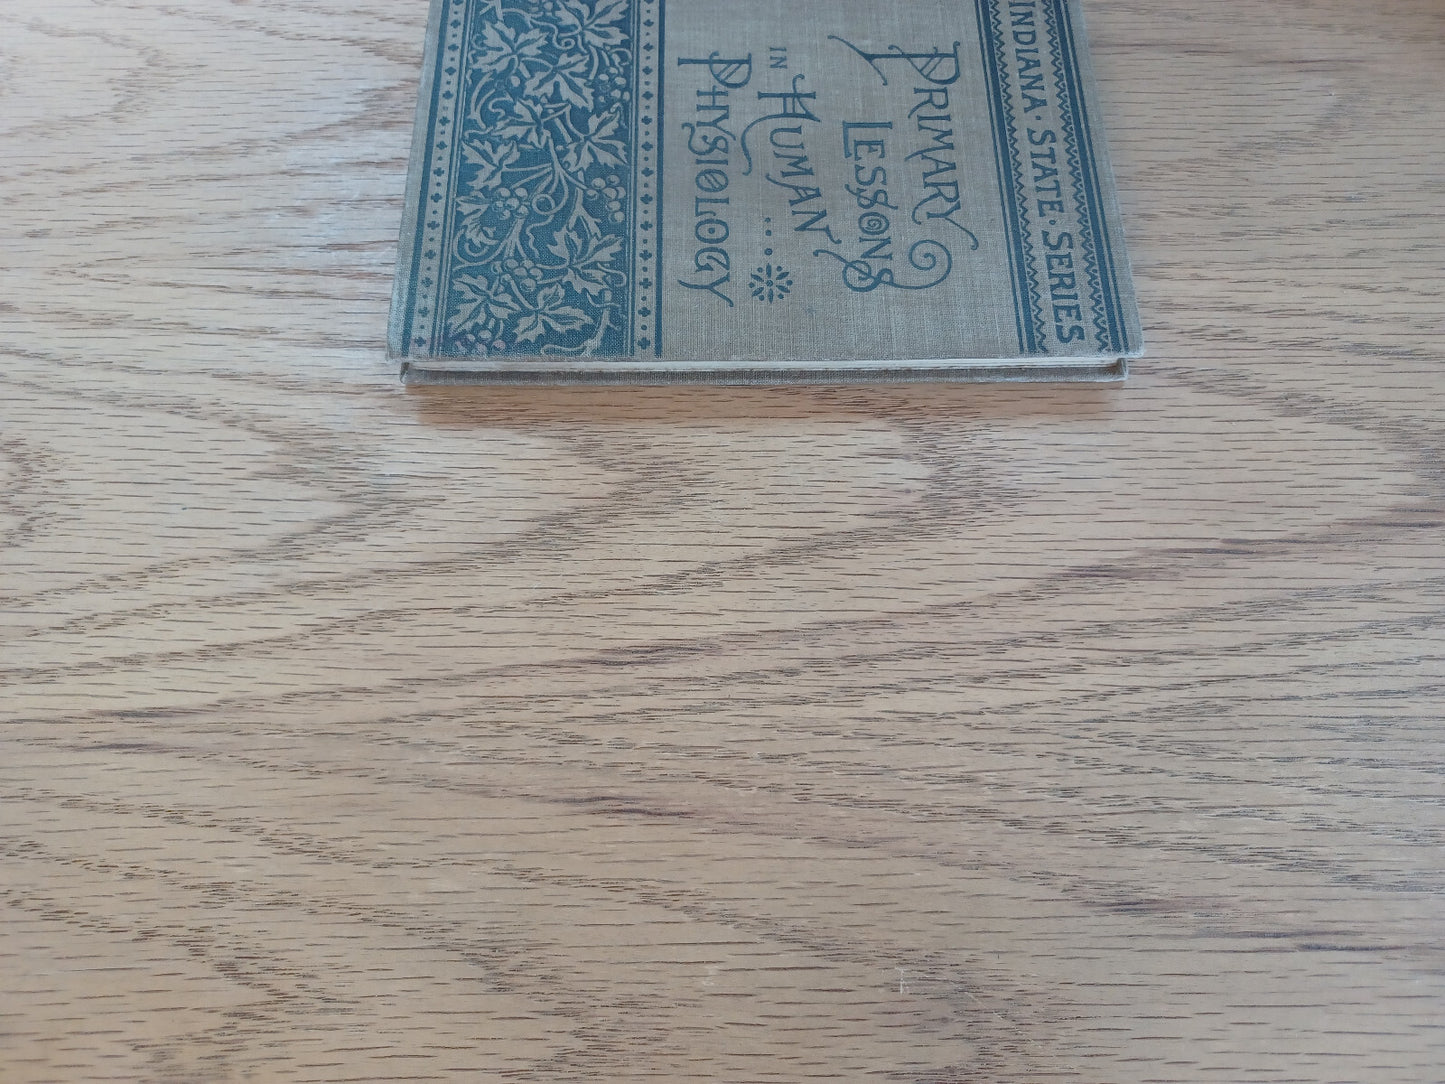 INDIANA · STATE · SERIES
PRIMARY
LESSONS
IN HUMAN
PHYSIOLOGY